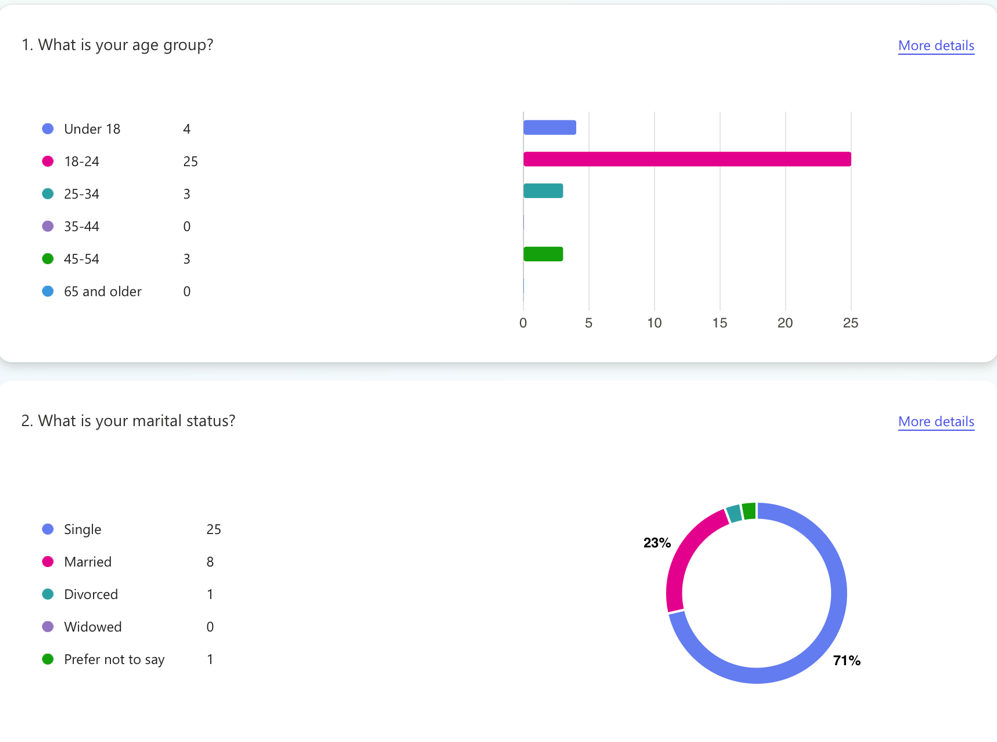 1. What is your age group?
More details
Under 18 4
18-24 25
25-34 3
35-44 0
45-54 3
65 and older 0
0 5 10 15 20 25
2. What is your marital status?
More details
Single 25
Married 8
Divorced 1
Widowed 0
Prefer not to say 1
23%
71%